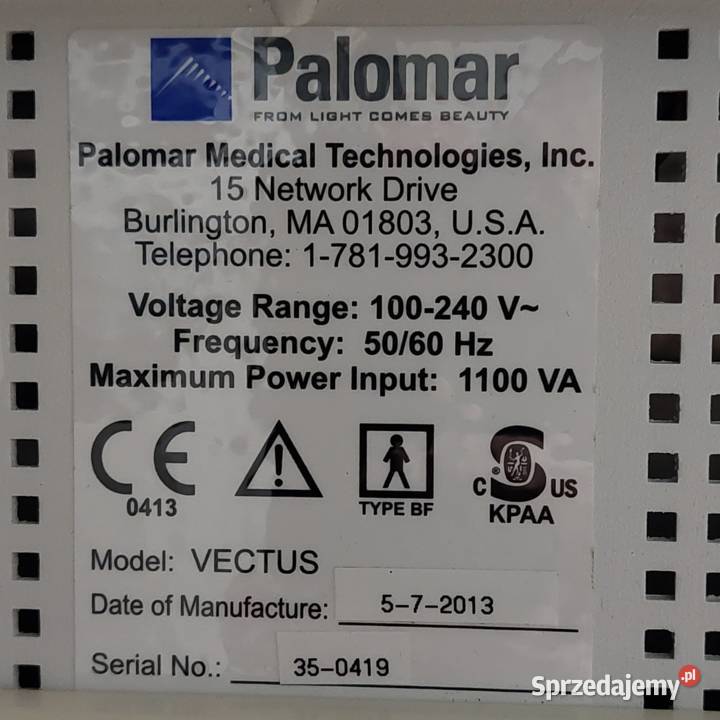 Palomar
FROM LIGHT COMES BEAUTY
Palomar Medical Technologies, Inc.
15 Network Drive
Burlington, MA 01803, U.S.A.
Telephone: 1-781-993-2300
Voltage Range: 100-240 V~
Frequency: 50/60 Hz
Maximum Power Input: 1100 VA
CE
0413
!
TYPE BF
C S US
®
KPAA
Model: VECTUS
Date of Manufacture: 5-7-2013
Serial No.: 35-0419
Sprzedajemy.pl